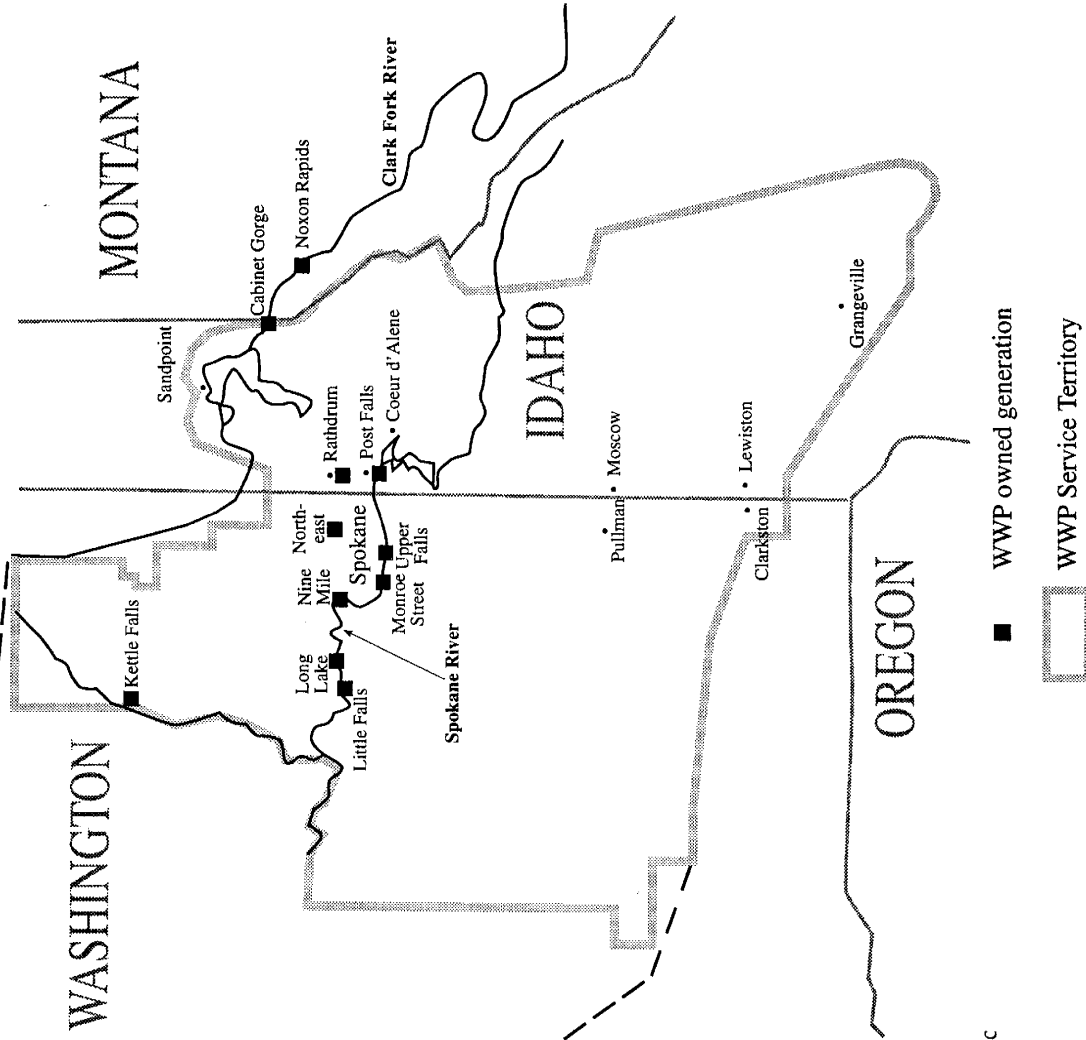 WASHINGTON
MONTANA
Kettle Falls
Sandpoint
Cabinet Gorge
Noxon Rapids
Clark Fork River
Rathdrum
Post Falls
Coeur d'Alene
North-
east
Spokane
Nine
Mile
Upper
Falls
Monroe
Street
Long
Lake
Little Falls
Spokane River
IDAHO
Moscow
Pullman
Lewiston
Clarkston
Grangeville
OREGON
WWP owned generation
WWP Service Territory
c